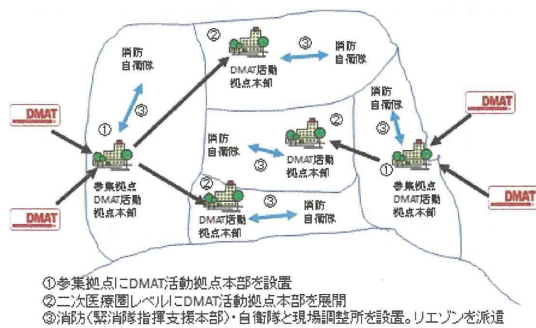 ②
消防
自衛隊
③
消防
自衛隊
DMAT活動
拠点本部
③
DMAT
①
参集拠点
DMAT活動
拠点本部
DMAT
消防
自衛隊
③
②
DMAT活動
拠点本部
②
DMAT活動
拠点本部
③
消防
自衛隊
消防
自衛隊
③
DMAT
①
参集拠点
DMAT活動
拠点本部
DMAT
①参集拠点にDMAT活動拠点本部を設置
②二次医療圏レベルにDMAT活動拠点本部を展開
③消防(緊消隊指揮支援本部)・自衛隊と現場調整所を設置。リエゾンを派遣